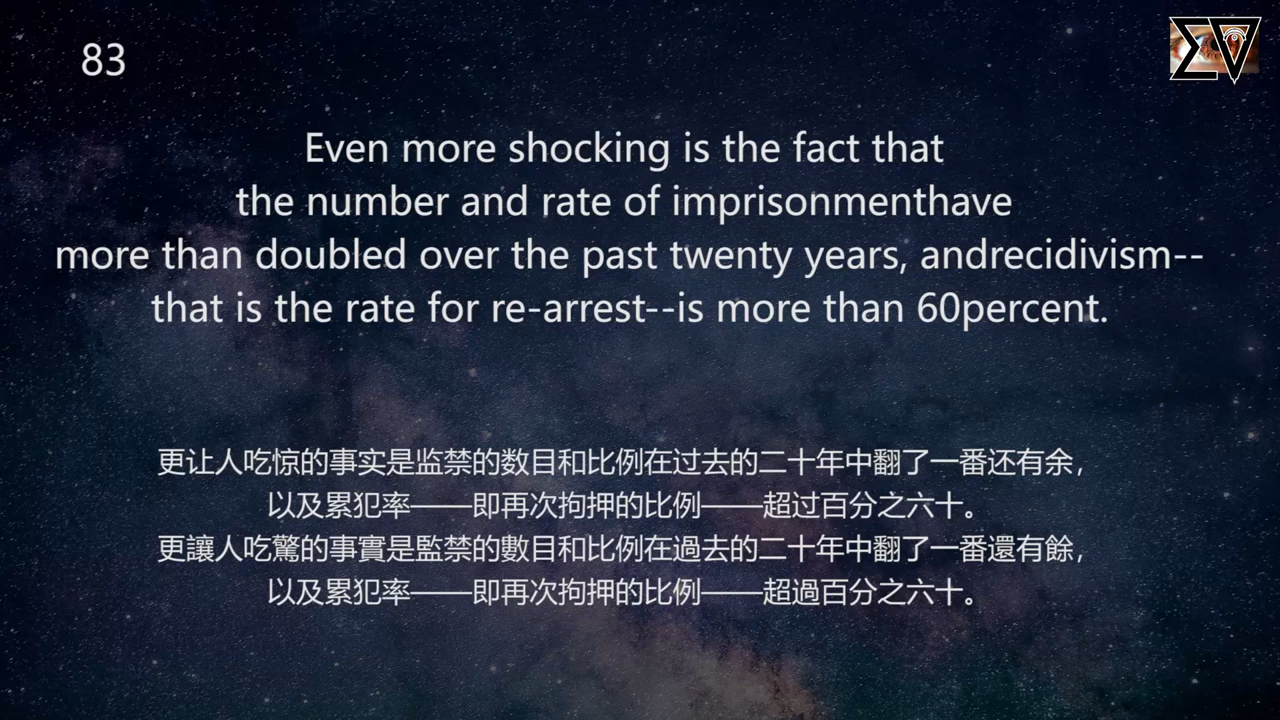 83
Even more shocking is the fact that
the number and rate of imprisonmenthave
more than doubled over the past twenty years, andrecidivism--
that is the rate for re-arrest--is more than 60percent.
更让人吃惊的事实是监禁的数目和比例在过去的二十年中翻了一番还有余，
以及累犯率——即再次拘押的比例——超过百分之六十。
更讓人吃驚的事實是監禁的數目和比例在過去的二十年中翻了一番還有餘，
以及累犯率——即再次拘押的比例——超過百分之六十。